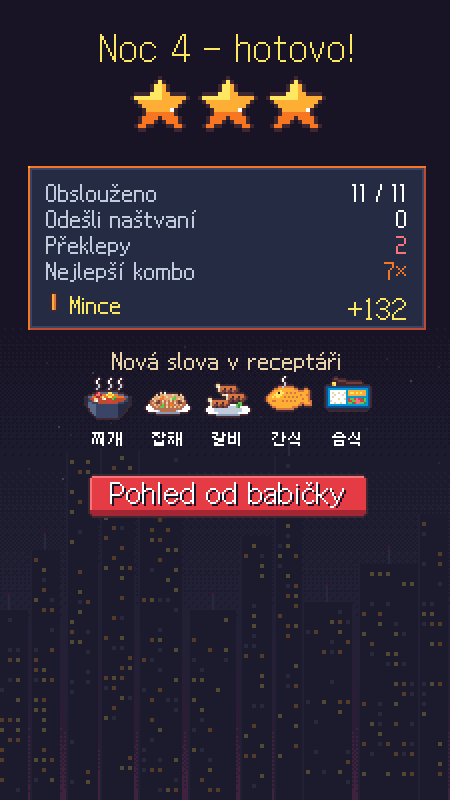 Noc 4 – hotovo!
Obslouženo 11 / 11
Odešli naštvaní 0
Překlepy 2
Nejlepší kombo 7×
Mince +132
Nová slova v receptáři
찌개 잡채 갈비 간식 음식
Pohled od babičky